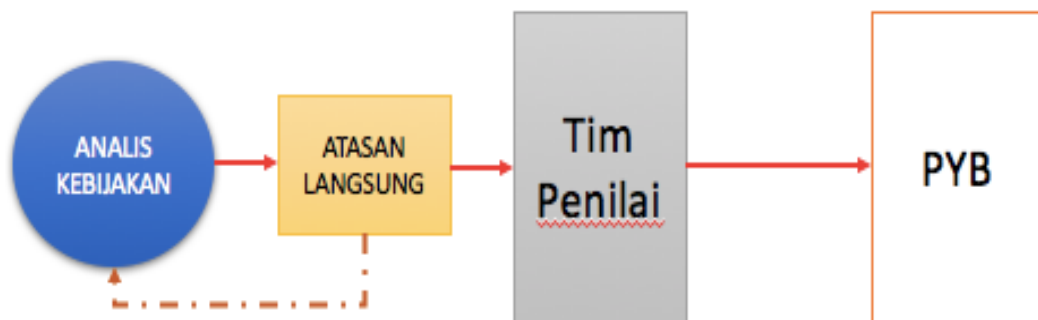 ANALIS
KEBIJAKAN
ATASAN
LANGSUNG
Tim
Penilai
PYB